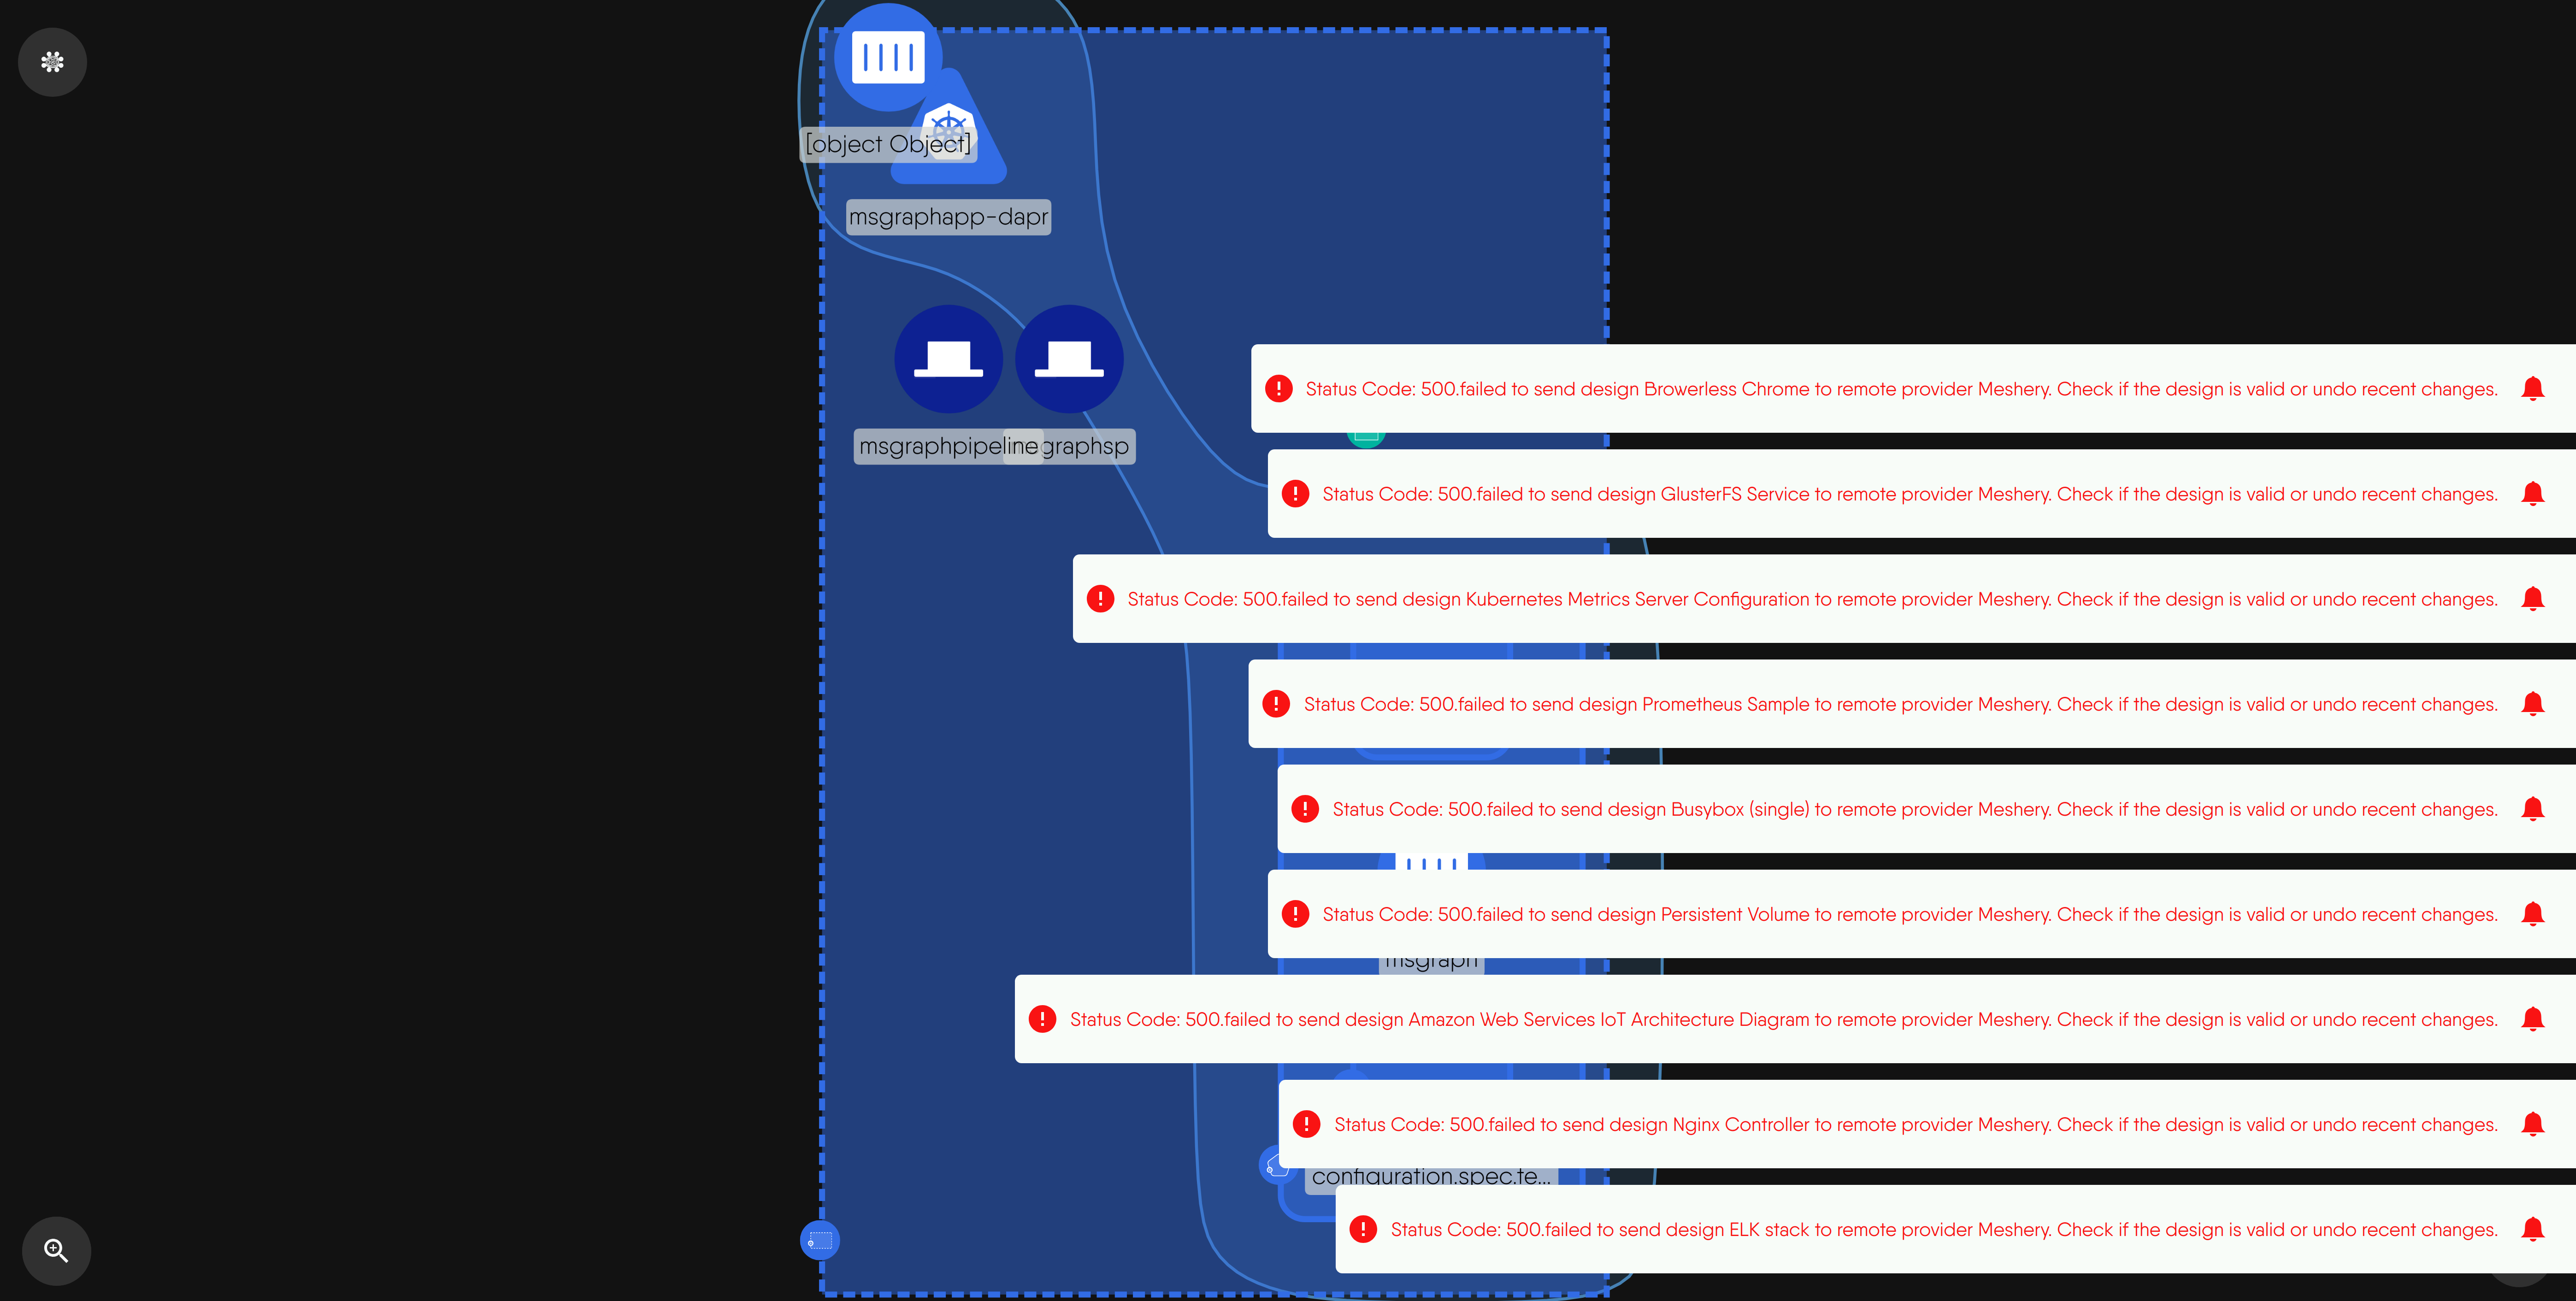 [object Object]
msgraphapp-dapr
msgraphpipeline
graphsp
Status Code: 500.failed to send design Browerless Chrome to remote provider Meshery. Check if the design is valid or undo recent changes.
Status Code: 500.failed to send design GlusterFS Service to remote provider Meshery. Check if the design is valid or undo recent changes.
Status Code: 500.failed to send design Kubernetes Metrics Server Configuration to remote provider Meshery. Check if the design is valid or undo recent changes.
Status Code: 500.failed to send design Prometheus Sample to remote provider Meshery. Check if the design is valid or undo recent changes.
Status Code: 500.failed to send design Busybox (single) to remote provider Meshery. Check if the design is valid or undo recent changes.
Status Code: 500.failed to send design Persistent Volume to remote provider Meshery. Check if the design is valid or undo recent changes.
msgraph
Status Code: 500.failed to send design Amazon Web Services IoT Architecture Diagram to remote provider Meshery. Check if the design is valid or undo recent changes.
Status Code: 500.failed to send design Nginx Controller to remote provider Meshery. Check if the design is valid or undo recent changes.
configuration.spec.te...
Status Code: 500.failed to send design ELK stack to remote provider Meshery. Check if the design is valid or undo recent changes.